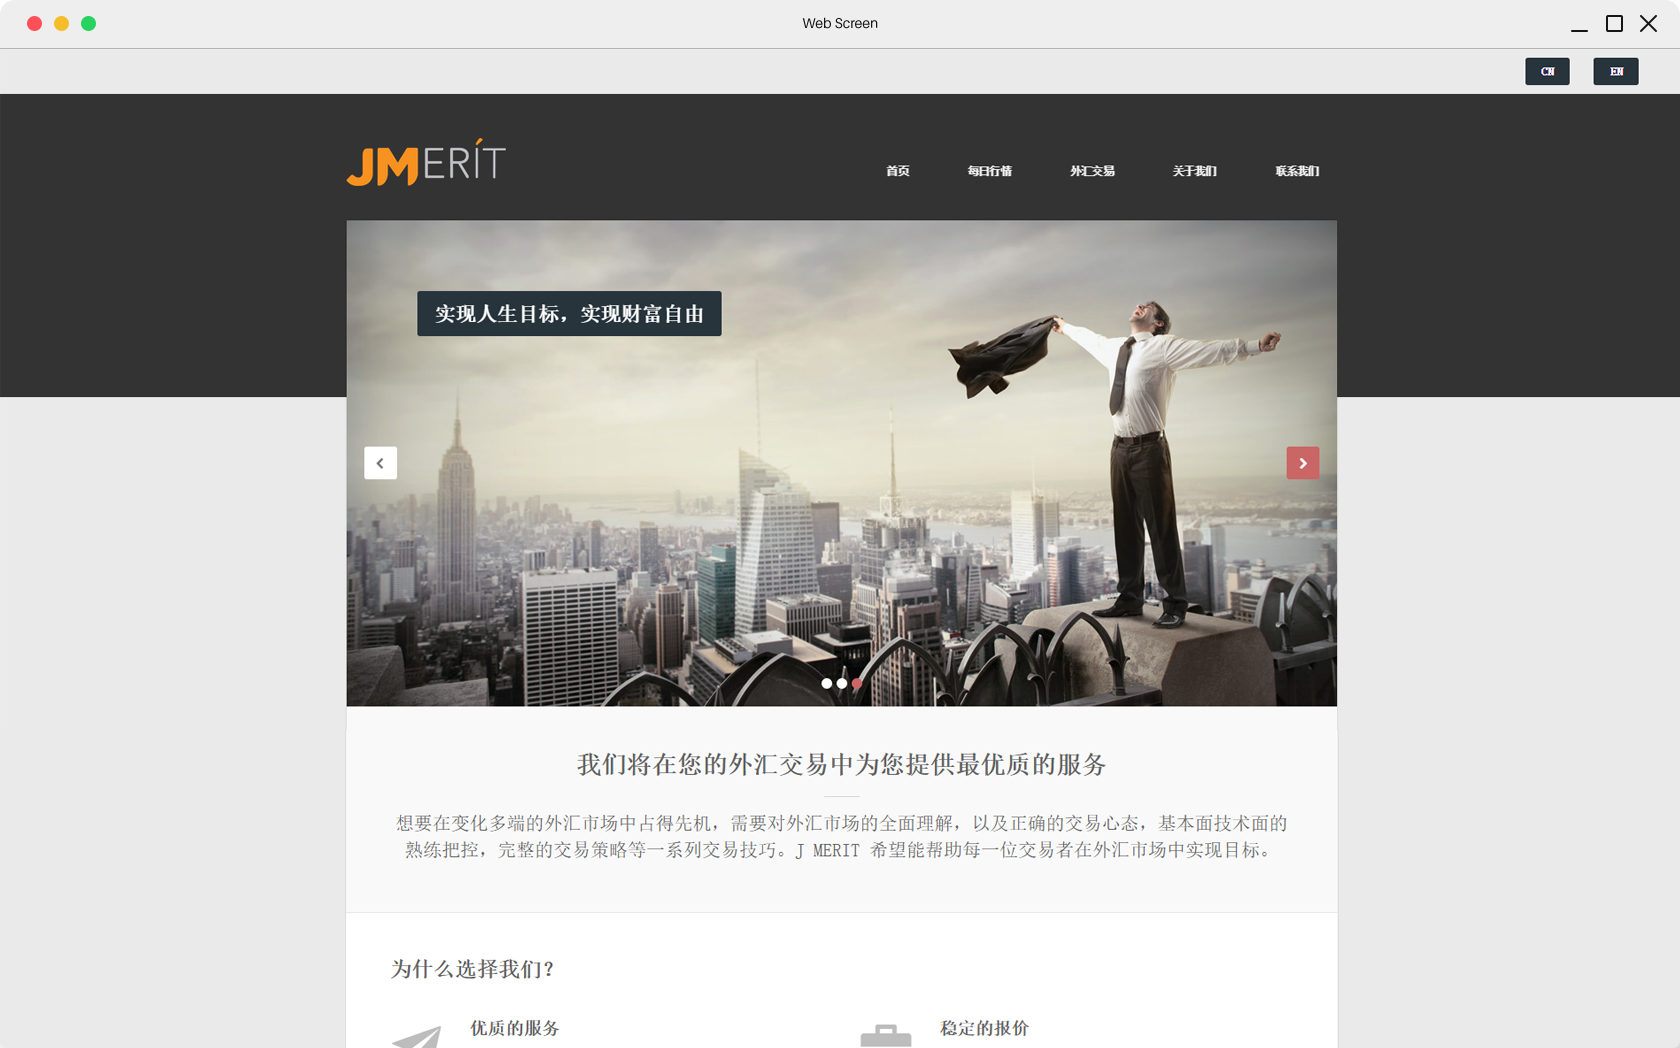 Web Screen
CN EN
JMERIT
首页 每日行情 外汇交易 关于我们 联系我们
实现人生目标，实现财富自由
我们将在您的外汇交易中为您提供最优质的服务
想要在变化多端的外汇市场中占得先机，需要对外汇市场的全面理解，以及正确的交易心态，基本面技术面的
熟练把控，完整的交易策略等一系列交易技巧。J MERIT 希望能帮助每一位交易者在外汇市场中实现目标。
为什么选择我们？
优质的服务 稳定的报价